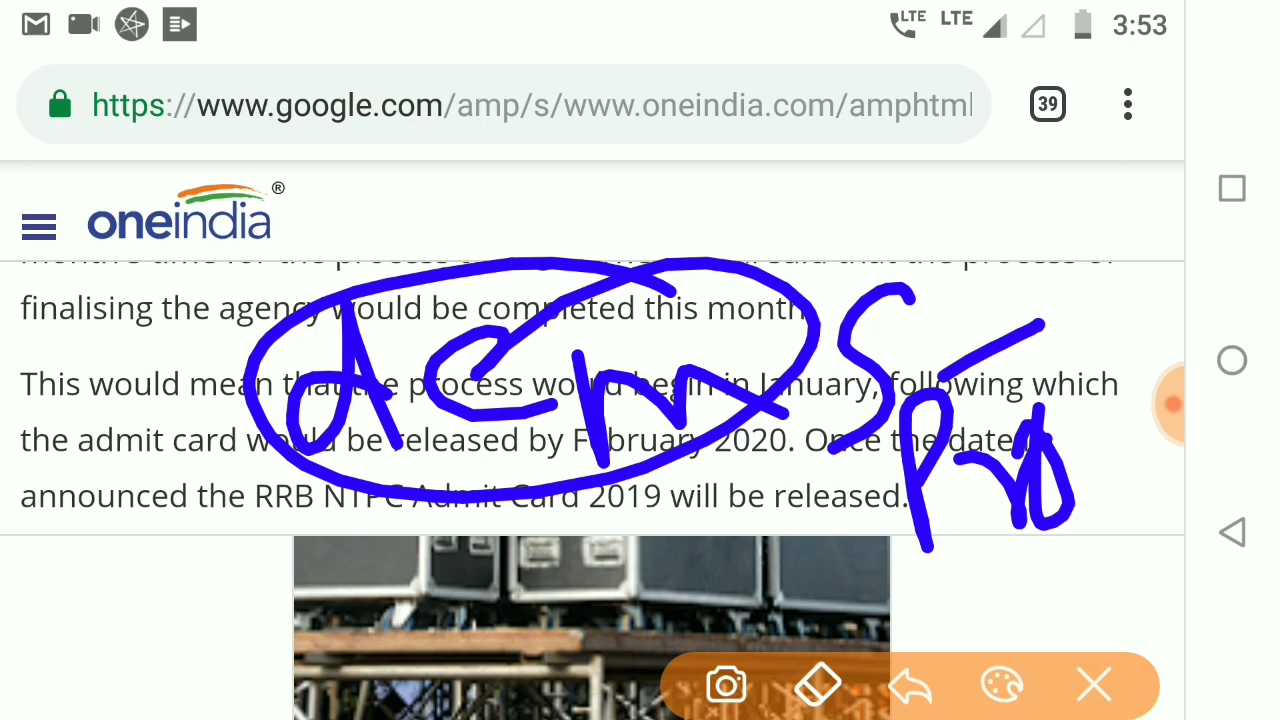 LTE LTE 3:53
https://www.google.com/amp/s/www.oneindia.com/amphtml 39
oneindia®
finalising the agency would be completed this month.
This would mean that the process would begin in January, following which
the admit card would be released by February 2020. Once the date is
announced the RRB NTPC Admit Card 2019 will be released.